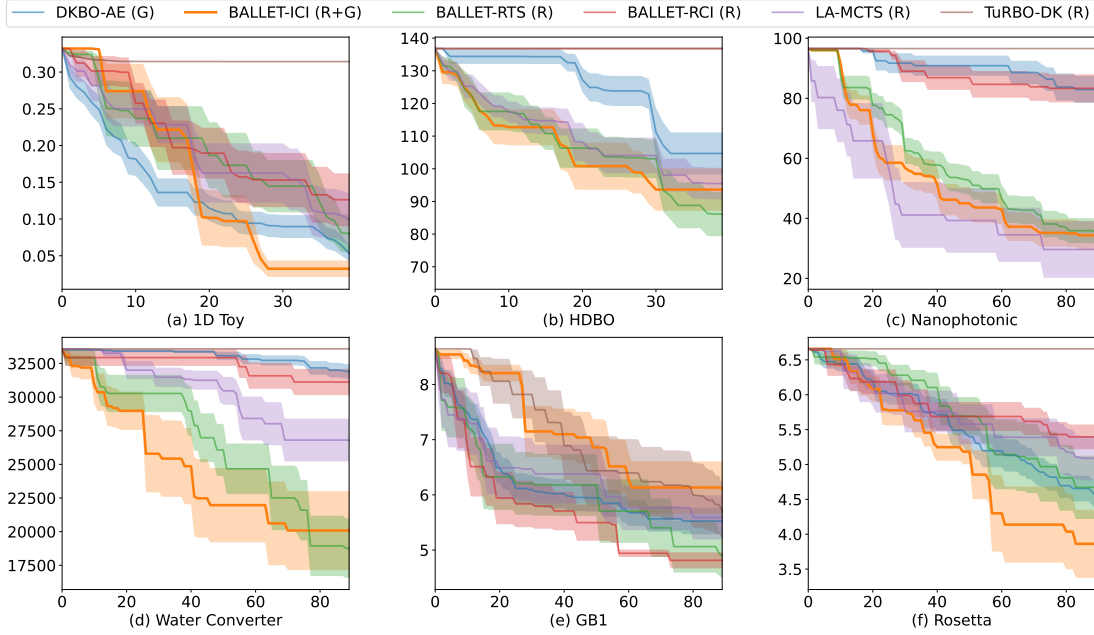 DKBO-AE (G) BALLET-ICI (R+G) BALLET-RTS (R) BALLET-RCI (R) LA-MCTS (R) TuRBO-DK (R)
0.30
0.25
0.20
0.15
0.10
0.05
0 10 20 30
(a) 1D Toy
140
130
120
110
100
90
80
70
0 10 20 30
(b) HDBO
100
80
60
40
20
0 20 40 60 80
(c) Nanophotonic
32500
30000
27500
25000
22500
20000
17500
0 20 40 60 80
(d) Water Converter
8
7
6
5
0 20 40 60 80
(e) GB1
6.5
6.0
5.5
5.0
4.5
4.0
3.5
0 20 40 60 80
(f) Rosetta